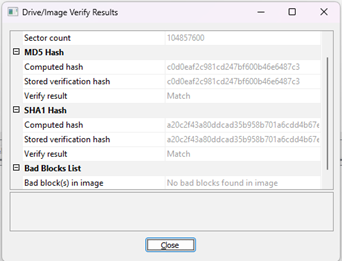 Drive/Image Verify Results
Sector count 104857600
MD5 Hash
Computed hash c0d0eaf2c981cd247bf600b46e6487c3
Stored verification hash c0d0eaf2c981cd247bf600b46e6487c3
Verify result Match
SHA1 Hash
Computed hash a20c2f43a80ddcad35b958b701a6cdd4b67e
Stored verification hash a20c2f43a80ddcad35b958b701a6cdd4b67e
Verify result Match
Bad Blocks List
Bad block(s) in image No bad blocks found in image
Close